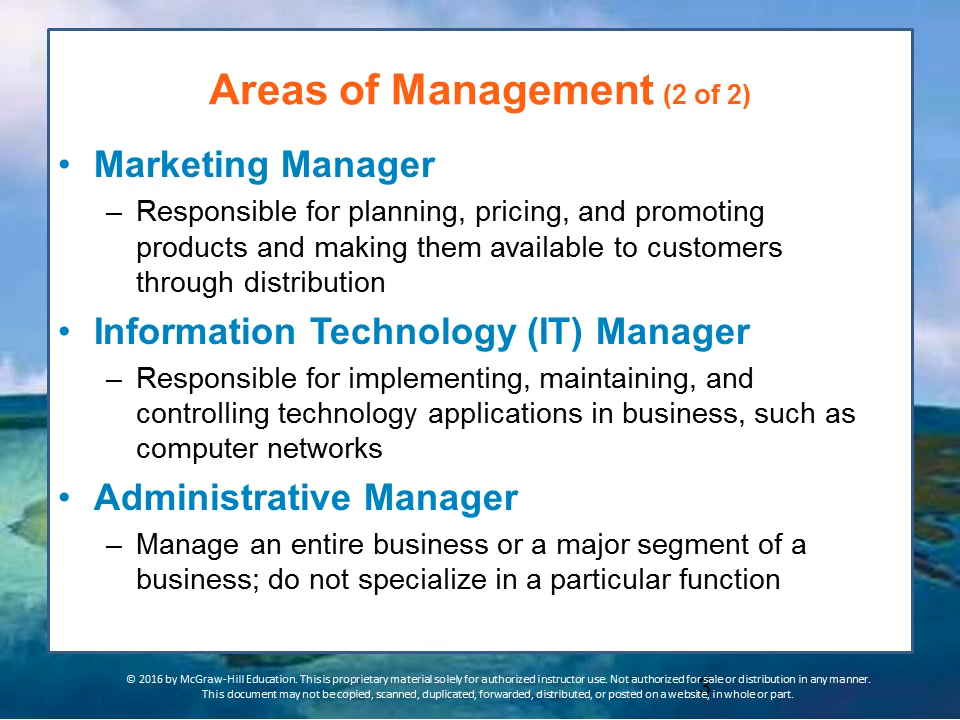 Areas of Management (2 of 2)
• Marketing Manager
– Responsible for planning, pricing, and promoting
products and making them available to customers
through distribution
• Information Technology (IT) Manager
– Responsible for implementing, maintaining, and
controlling technology applications in business, such as
computer networks
• Administrative Manager
– Manage an entire business or a major segment of a
business; do not specialize in a particular function
© 2016 by McGraw-Hill Education. This is proprietary material solely for authorized instructor use. Not authorized for sale or distribution in any manner.
This document may not be copied, scanned, duplicated, forwarded, distributed, or posted on a website, in whole or part.